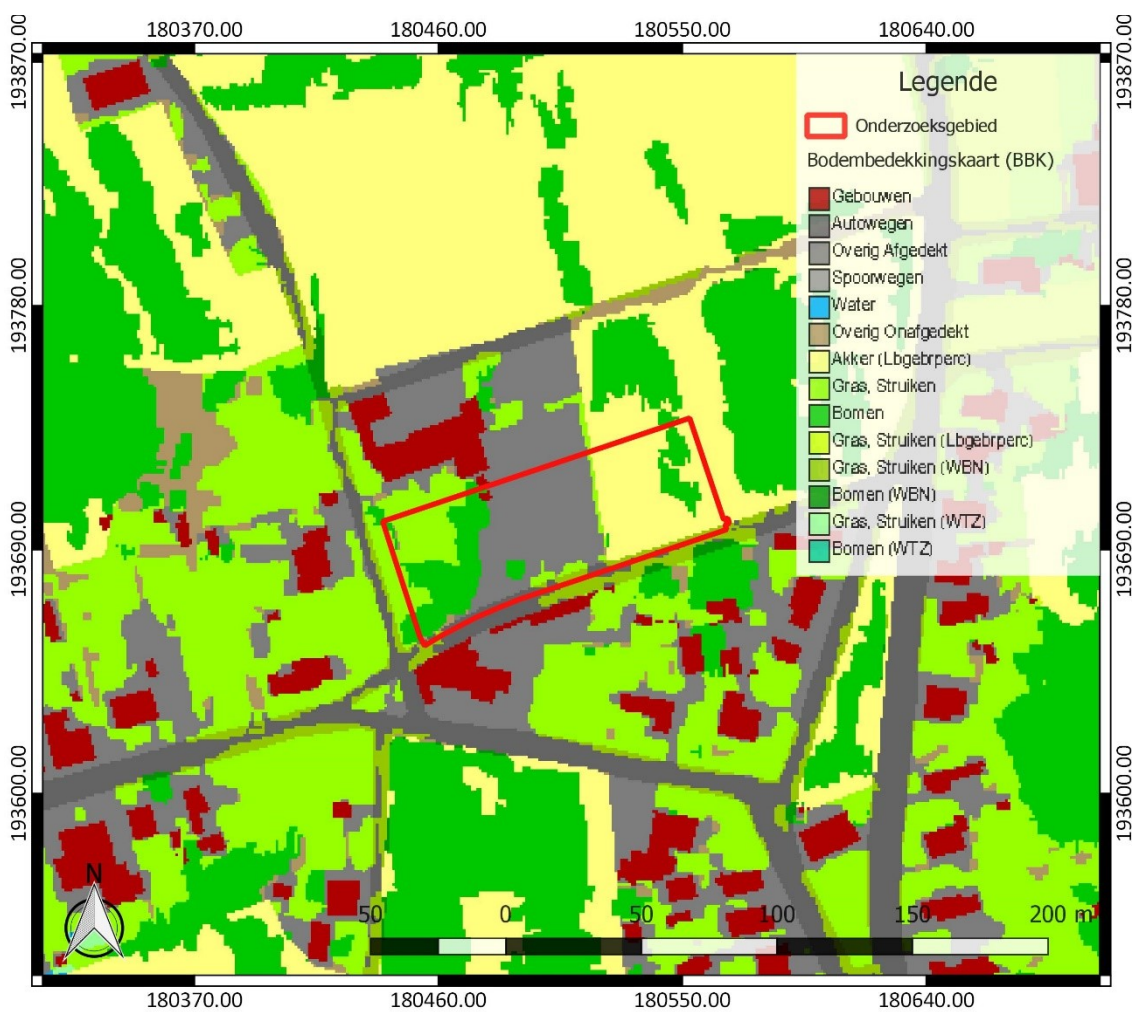 180370.00 180460.00 180550.00 180640.00
193870.00
193870.00
Legende
Onderzoeksgebied
Bodembedekkingskaart (BBK)
Gebouwen
Autowegen
Overig Afgedekt
Spoorwegen
Water
Overig Onafgedekt
Akker (Lbgebrperc)
Gras, Struiken
Bomen
Gras, Struiken (Lbgebrperc)
Gras, Struiken (WBN)
Bomen (WBN)
Gras, Struiken (WTZ)
Bomen (WTZ)
193780.00
193780.00
193690.00
193690.00
193600.00
193600.00
N
50 0 50 100 150 200 m
180370.00 180460.00 180550.00 180640.00